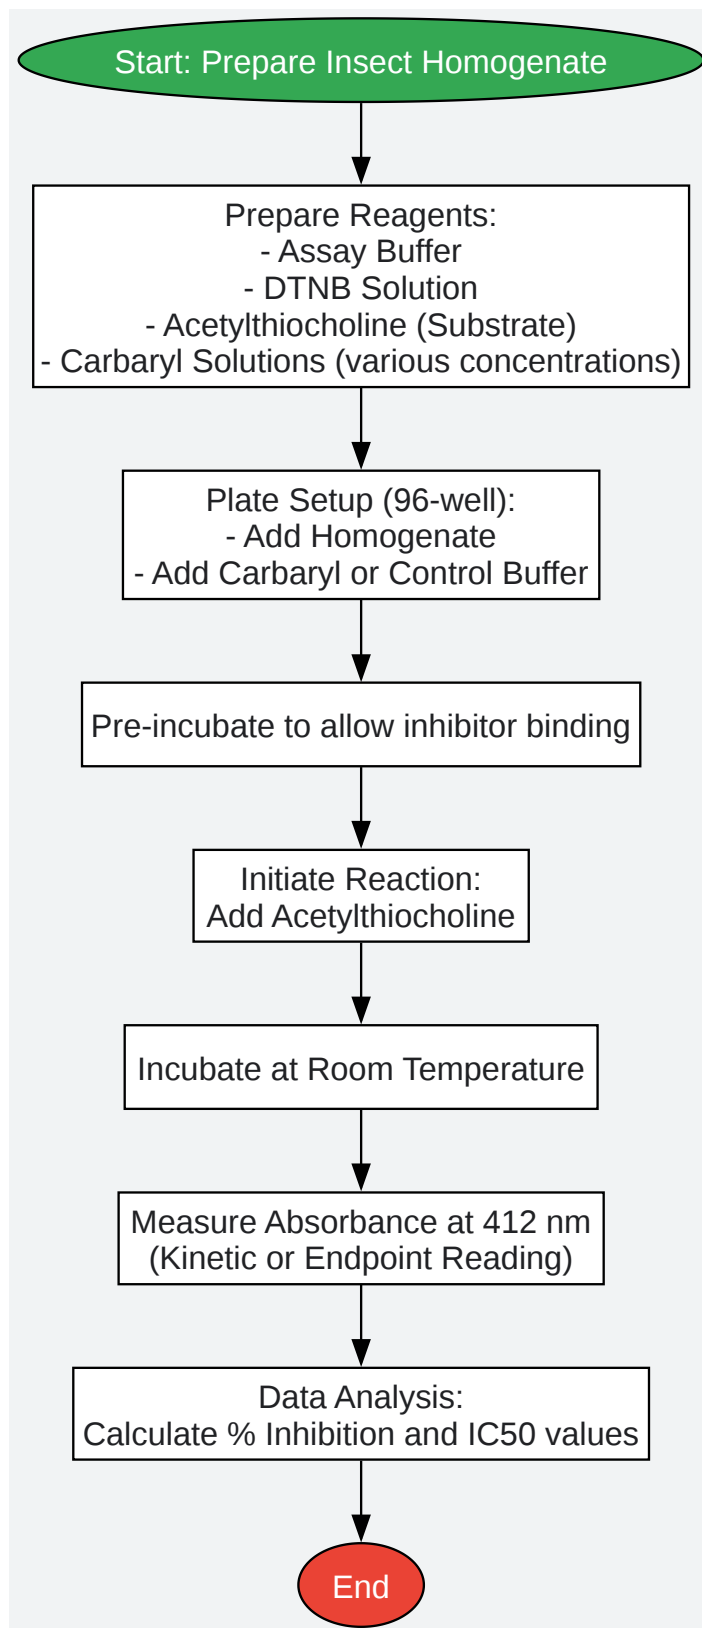 Start: Prepare Insect Homogenate
Prepare Reagents:
- Assay Buffer
- DTNB Solution
- Acetylthiocholine (Substrate)
- Carbaryl Solutions (various concentrations)
Plate Setup (96-well):
- Add Homogenate
- Add Carbaryl or Control Buffer
Pre-incubate to allow inhibitor binding
Initiate Reaction:
Add Acetylthiocholine
Incubate at Room Temperature
Measure Absorbance at 412 nm
(Kinetic or Endpoint Reading)
Data Analysis:
Calculate % Inhibition and IC50 values
End